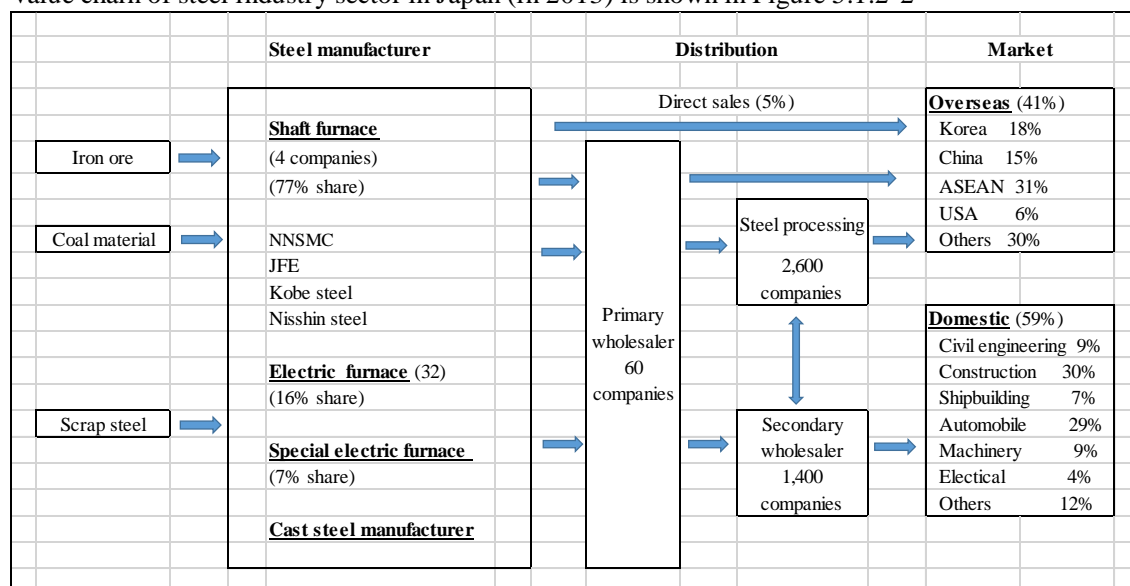 value chain of steel industry sector in Japan (in 2013) is shown in Figure 3.1.2-2
Steel manufacturer
Distribution
Market
Iron ore
Coal material
Scrap steel
Shaft furnace
(4 companies)
(77% share)
NNSMC
JFE
Kobe steel
Nisshin steel
Electric furnace (32)
(16% share)
Special electric furnace
(7% share)
Cast steel manufacturer
Direct sales (5%)
Primary
wholesaler
60
companies
Steel processing
2,600
companies
Secondary
wholesaler
1,400
companies
Overseas (41%)
Korea 18%
China 15%
ASEAN 31%
USA 6%
Others 30%
Domestic (59%)
Civil engineering 9%
Construction 30%
Shipbuilding 7%
Automobile 29%
Machinery 9%
Electical 4%
Others 12%